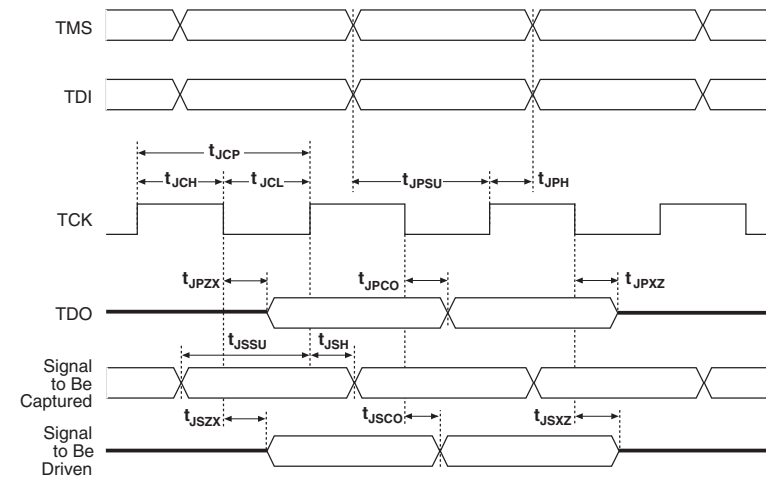 TMS
TDI
tJCP
tJCH tJCL tJPSU tJPH
TCK
tJPZX tJPCO tJPXZ
TDO
tJSSU tJSH
Signal
to Be
Captured
tJSZX tJSCO tJSXZ
Signal
to Be
Driven